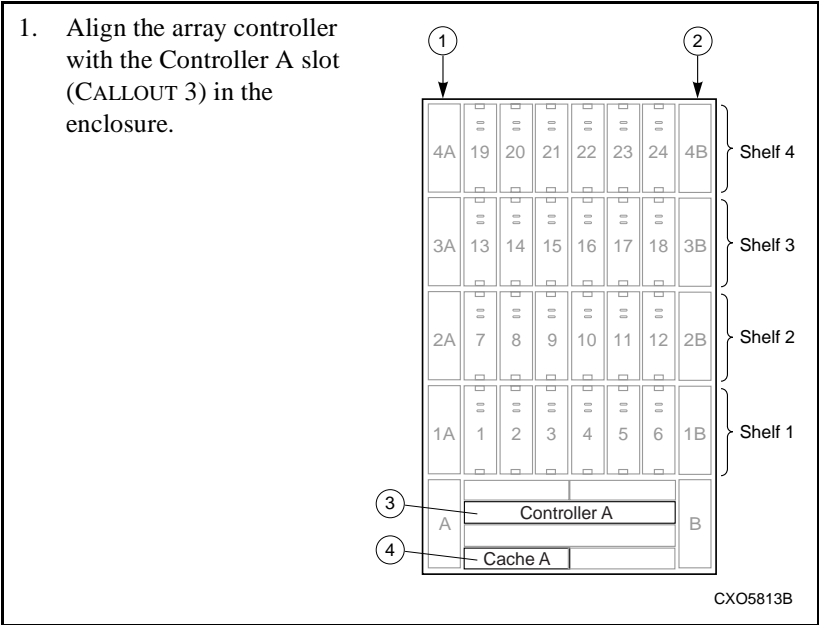 1. Align the array controller
with the Controller A slot
(CALLOUT 3) in the
enclosure.
1 2
4A 19 20 21 22 23 24 4B Shelf 4
3A 13 14 15 16 17 18 3B Shelf 3
2A 7 8 9 10 11 12 2B Shelf 2
1A 1 2 3 4 5 6 1B Shelf 1
3 Controller A
A B
4 Cache A
CXO5813B